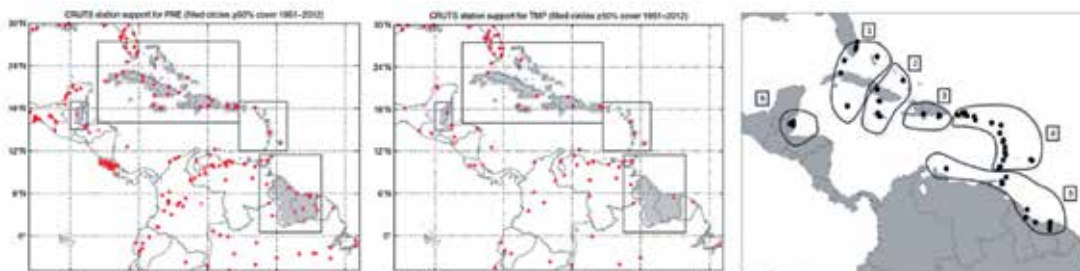 CRUTS station support for PRE (filled circles ≥50% cover 1951-2012)
30°N
24°N
18°N
12°N
6°N
0°
CRUTS station support for TMP (filled circles ≥50% cover 1951-2012)
30°N
24°N
18°N
12°N
6°N
0°
1
2
3
4
5
6